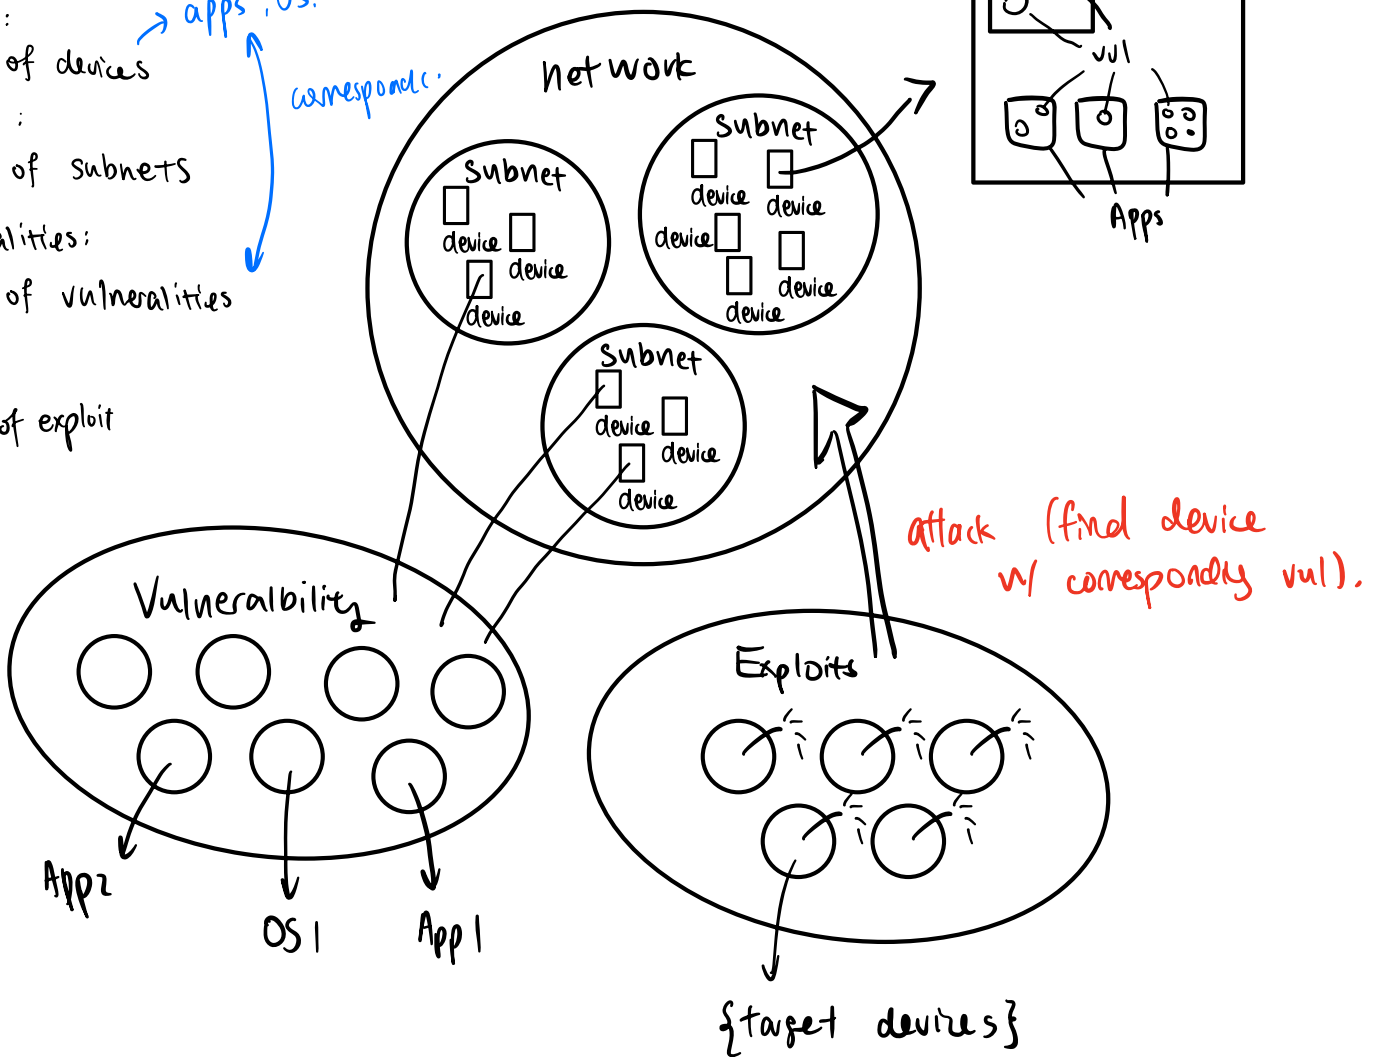 :
apps, OS.
of devices
correspondc.
:
of subnets
alities:
of vulneralities
of exploit
network
Subnet
device
device
device
Subnet
device
device
device
device
device
Subnet
device
device
device
vul
Apps
attack (find device
w/ correspondg vul).
Vulneralbility
App2
OS1
App1
Exploits
{target devices}